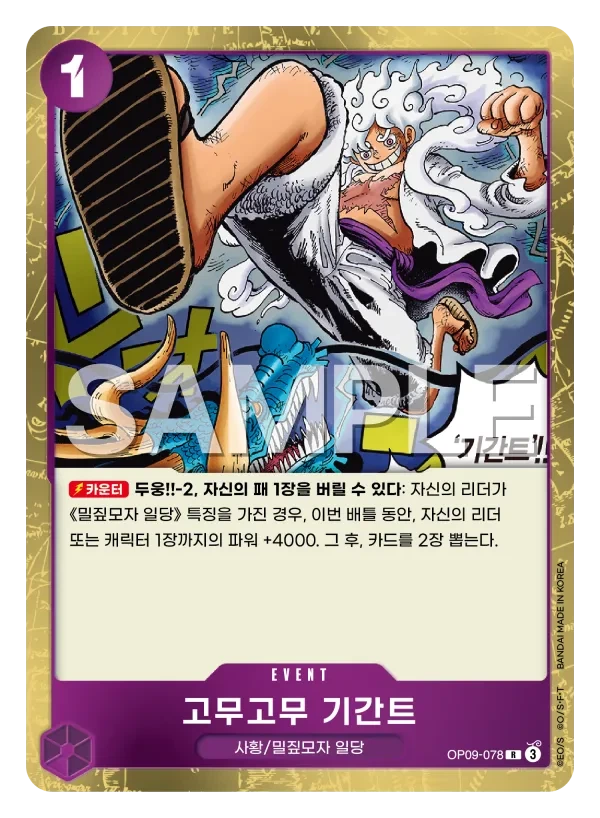 1
SAMPLE
'기간트'!!
카운터 두웅!!-2, 자신의 패 1장을 버릴 수 있다: 자신의 리더가
《밀짚모자 일당》 특징을 가진 경우, 이번 배틀 동안, 자신의 리더
또는 캐릭터 1장까지의 파워 +4000. 그 후, 카드를 2장 뽑는다.
EVENT
고무고무 기간트
사황/밀짚모자 일당
OP09-078 R 3
©EO/S ©O/S·F·T BANDAI MADE IN KOREA